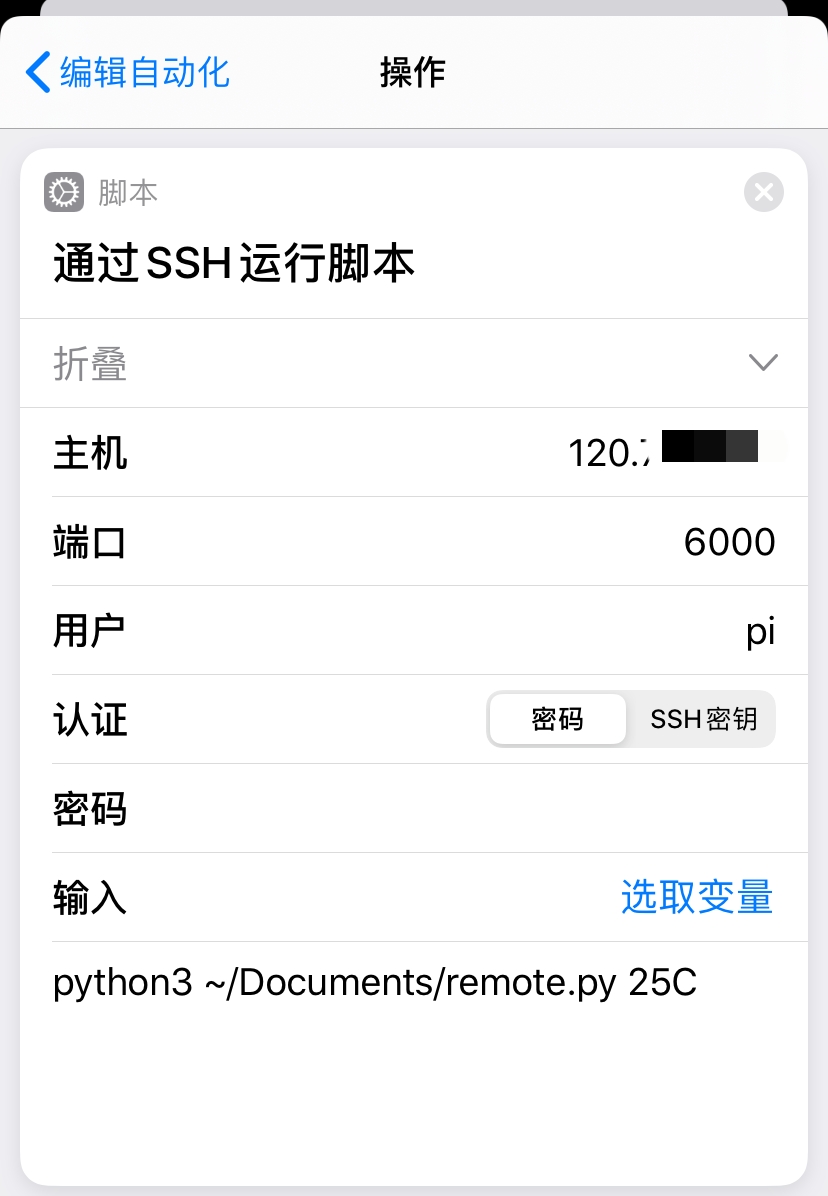 编辑自动化 操作
脚本
通过SSH运行脚本
折叠
主机 120.
端口 6000
用户 pi
认证 密码 SSH密钥
密码
输入 选取变量
python3 ~/Documents/remote.py 25C